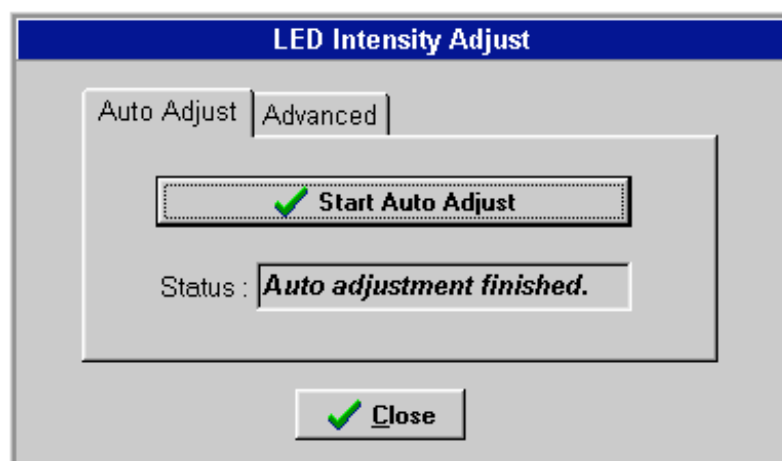 LED Intensity Adjust
Auto Adjust Advanced
Start Auto Adjust
Status : Auto adjustment finished.
Close